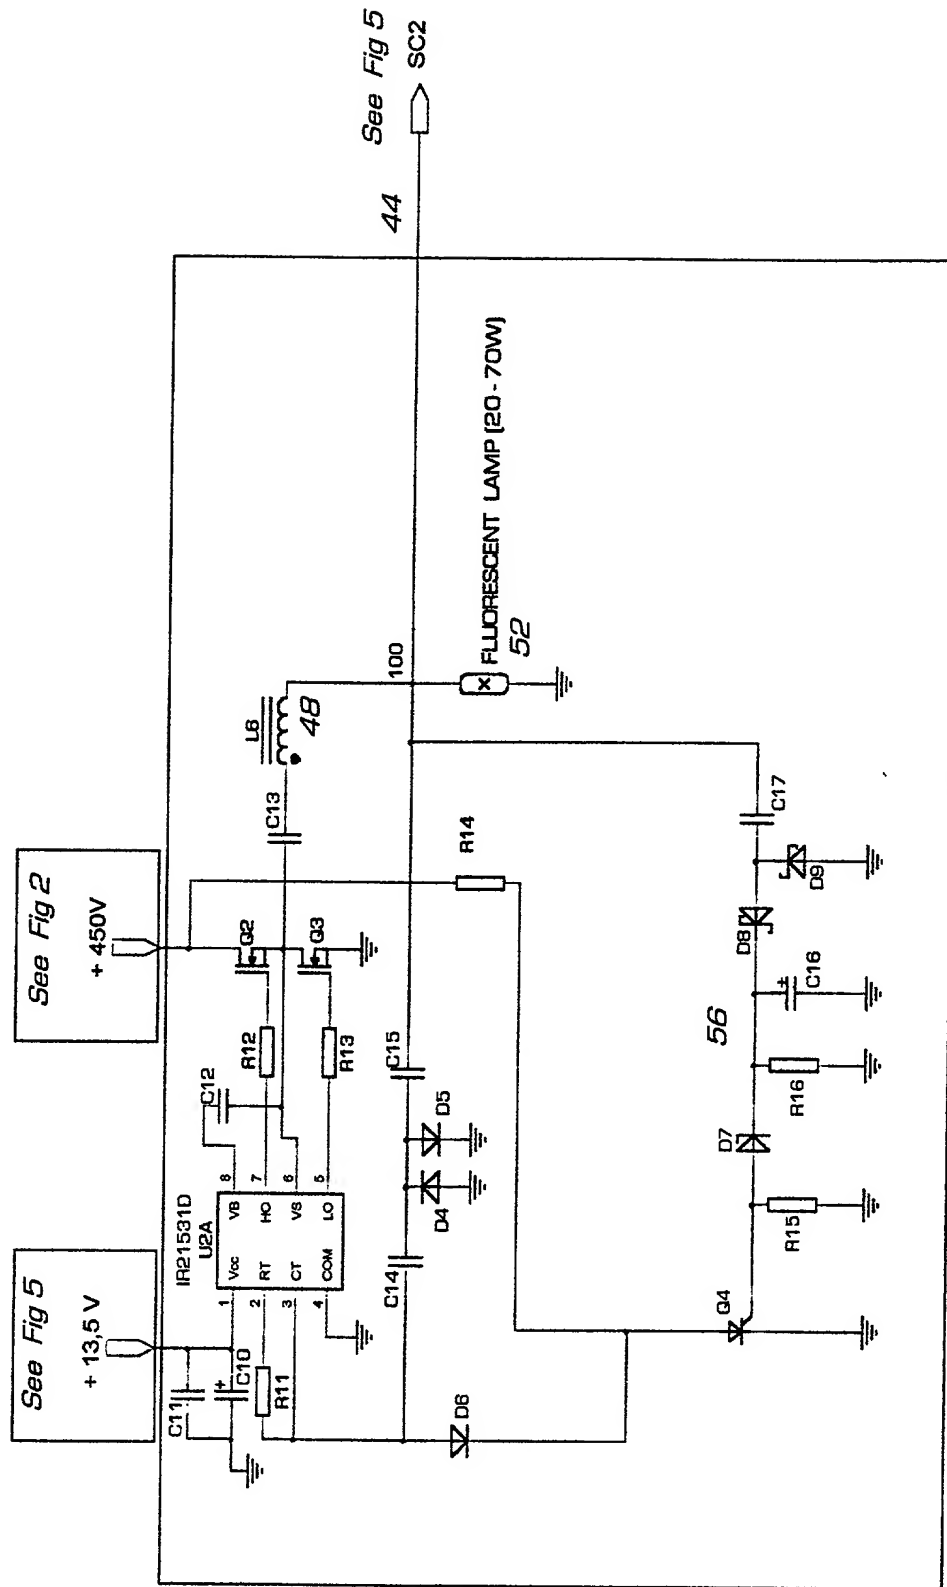 See Fig 5
+ 13,5 V
See Fig 2
+ 450V
See Fig 5
SC2
44
C11
+
C10
R11
IR21531D
U2A
1
Vcc
VB
8
2
RT
HO
7
3
CT
VS
6
4
COM
LO
5
C12
R12
R13
Q2
Q3
C13
L6
48
100
FLUORESCENT LAMP (20 - 70W)
52
C14
D4
D5
C15
R14
D6
Q4
R15
D7
R16
56
+
C16
D8
D9
C17